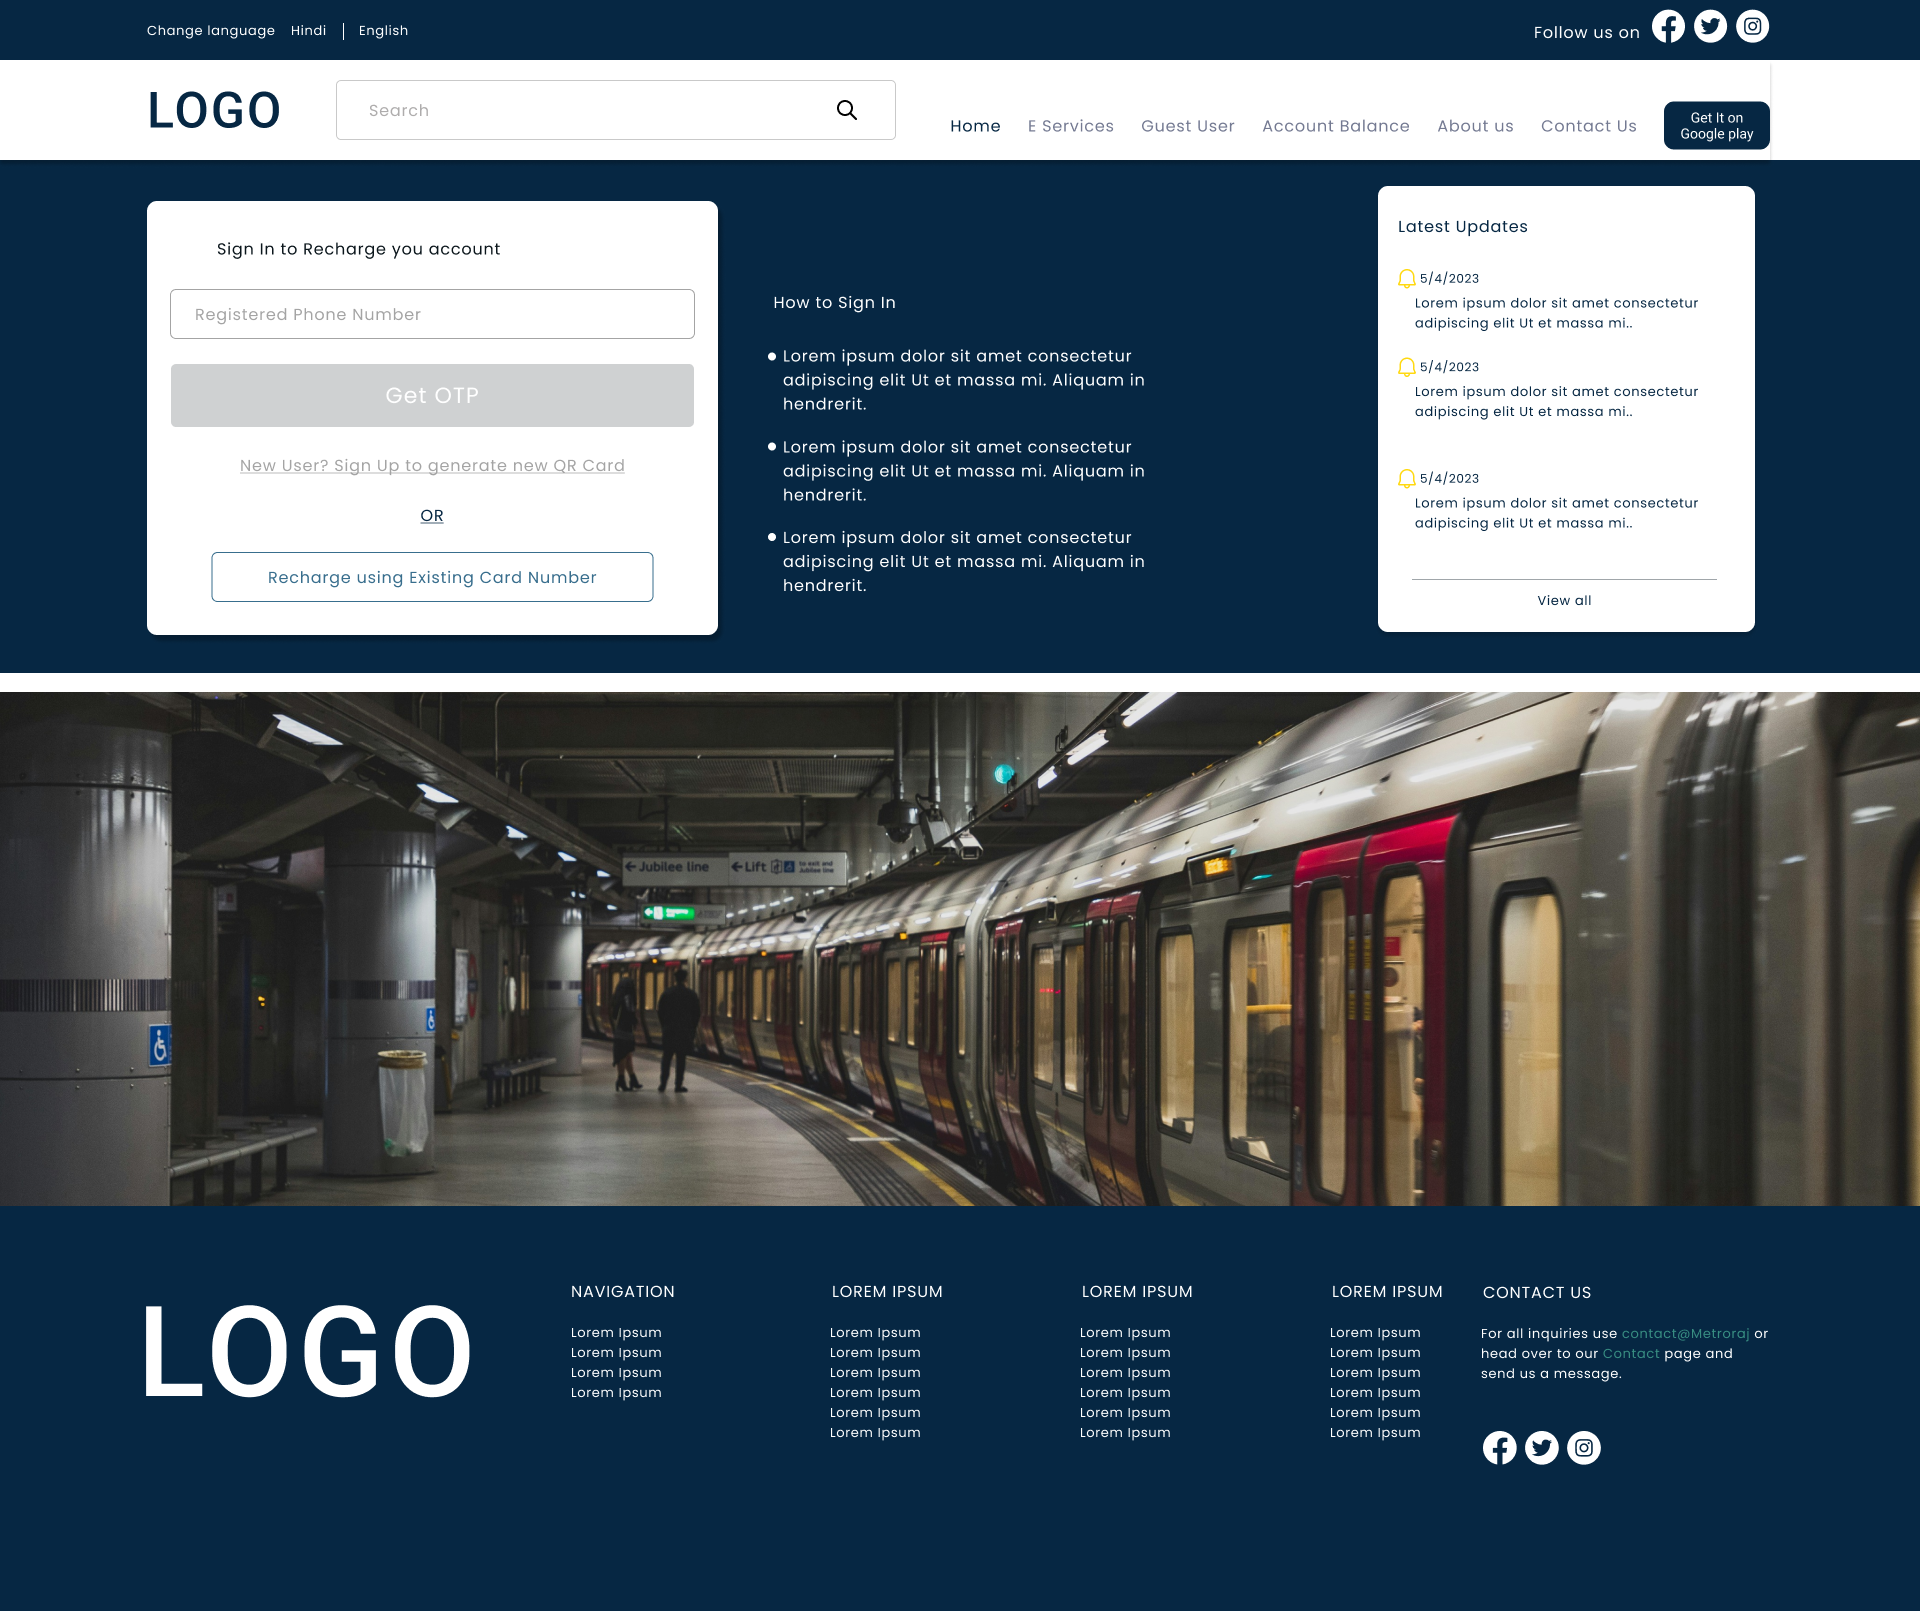 Change language Hindi English
Follow us on
LOGO
Search
Home E Services Guest User Account Balance About us Contact Us
Get It on
Google play
Sign In to Recharge you account
Registered Phone Number
Get OTP
New User? Sign Up to generate new QR Card
OR
Recharge using Existing Card Number
How to Sign In
Lorem ipsum dolor sit amet consectetur
adipiscing elit Ut et massa mi. Aliquam in
hendrerit.
Lorem ipsum dolor sit amet consectetur
adipiscing elit Ut et massa mi. Aliquam in
hendrerit.
Lorem ipsum dolor sit amet consectetur
adipiscing elit Ut et massa mi. Aliquam in
hendrerit.
Latest Updates
5/4/2023
Lorem ipsum dolor sit amet consectetur
adipiscing elit Ut et massa mi..
5/4/2023
Lorem ipsum dolor sit amet consectetur
adipiscing elit Ut et massa mi..
5/4/2023
Lorem ipsum dolor sit amet consectetur
adipiscing elit Ut et massa mi..
View all
Jubilee line
Lift
to exit and
Jubilee line
LOGO
NAVIGATION
Lorem Ipsum
Lorem Ipsum
Lorem Ipsum
Lorem Ipsum
LOREM IPSUM
Lorem Ipsum
Lorem Ipsum
Lorem Ipsum
Lorem Ipsum
Lorem Ipsum
Lorem Ipsum
LOREM IPSUM
Lorem Ipsum
Lorem Ipsum
Lorem Ipsum
Lorem Ipsum
Lorem Ipsum
Lorem Ipsum
LOREM IPSUM
Lorem Ipsum
Lorem Ipsum
Lorem Ipsum
Lorem Ipsum
Lorem Ipsum
Lorem Ipsum
CONTACT US
For all inquiries use contact@Metroraj or
head over to our Contact page and
send us a message.